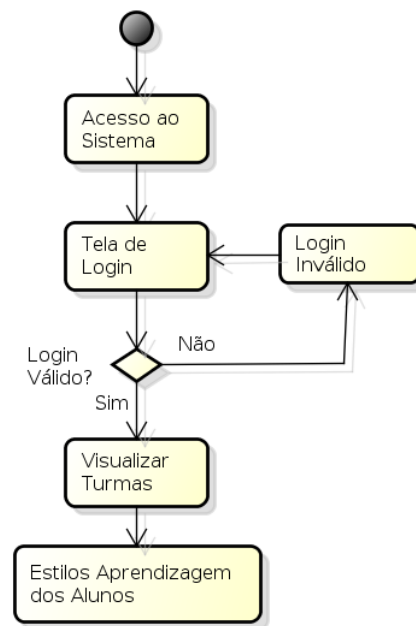 Acesso ao
Sistema
Tela de
Login
Login
Inválido
Login
Válido?
Não
Sim
Visualizar
Turmas
Estilos Aprendizagem
dos Alunos